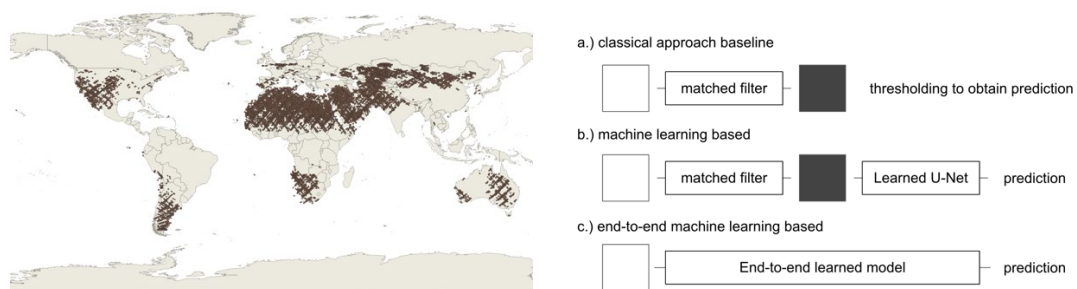 a.) classical approach baseline
matched filter
thresholding to obtain prediction
b.) machine learning based
matched filter
Learned U-Net
prediction
c.) end-to-end machine learning based
End-to-end learned model
prediction